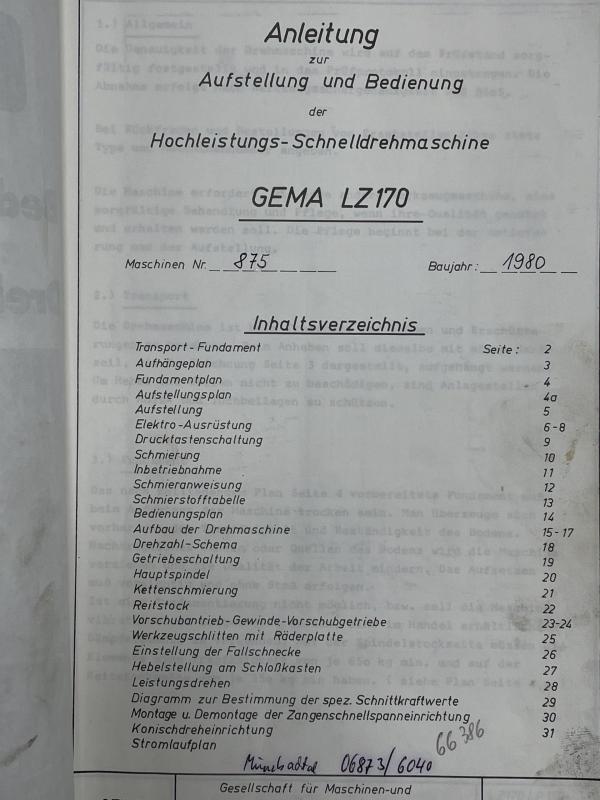 Anleitung
zur
Aufstellung und Bedienung
der
Hochleistungs-Schnelldrehmaschine
GEMA LZ170
Maschinen Nr. 875 Baujahr: 1980
Inhaltsverzeichnis
Transport-Fundament Seite: 2
Aufhängeplan 3
Fundamentplan 4
Aufstellungsplan 4a
Aufstellung 5
Elektro-Ausrüstung 6-8
Drucktastenschaltung 9
Schmierung 10
Inbetriebnahme 11
Schmieranweisung 12
Schmierstofftabelle 13
Bedienungsplan 14
Aufbau der Drehmaschine 15-17
Drehzahl-Schema 18
Getriebeschaltung 19
Hauptspindel 20
Kettenschmierung 21
Reitstock 22
Vorschubantrieb-Gewinde-Vorschubgetriebe 23-24
Werkzeugschlitten mit Räderplatte 25
Einstellung der Fallschnecke 26
Hebelstellung am Schloßkasten 27
Leistungsdrehen 28
Diagramm zur Bestimmung der spez. Schnittkraftwerte 29
Montage u. Demontage der Zangenschnellspanneinrichtung 30
Konischdreheinrichtung 31
Stromlaufplan
66386
06873/6040
Gesellschaft für Maschinen-und